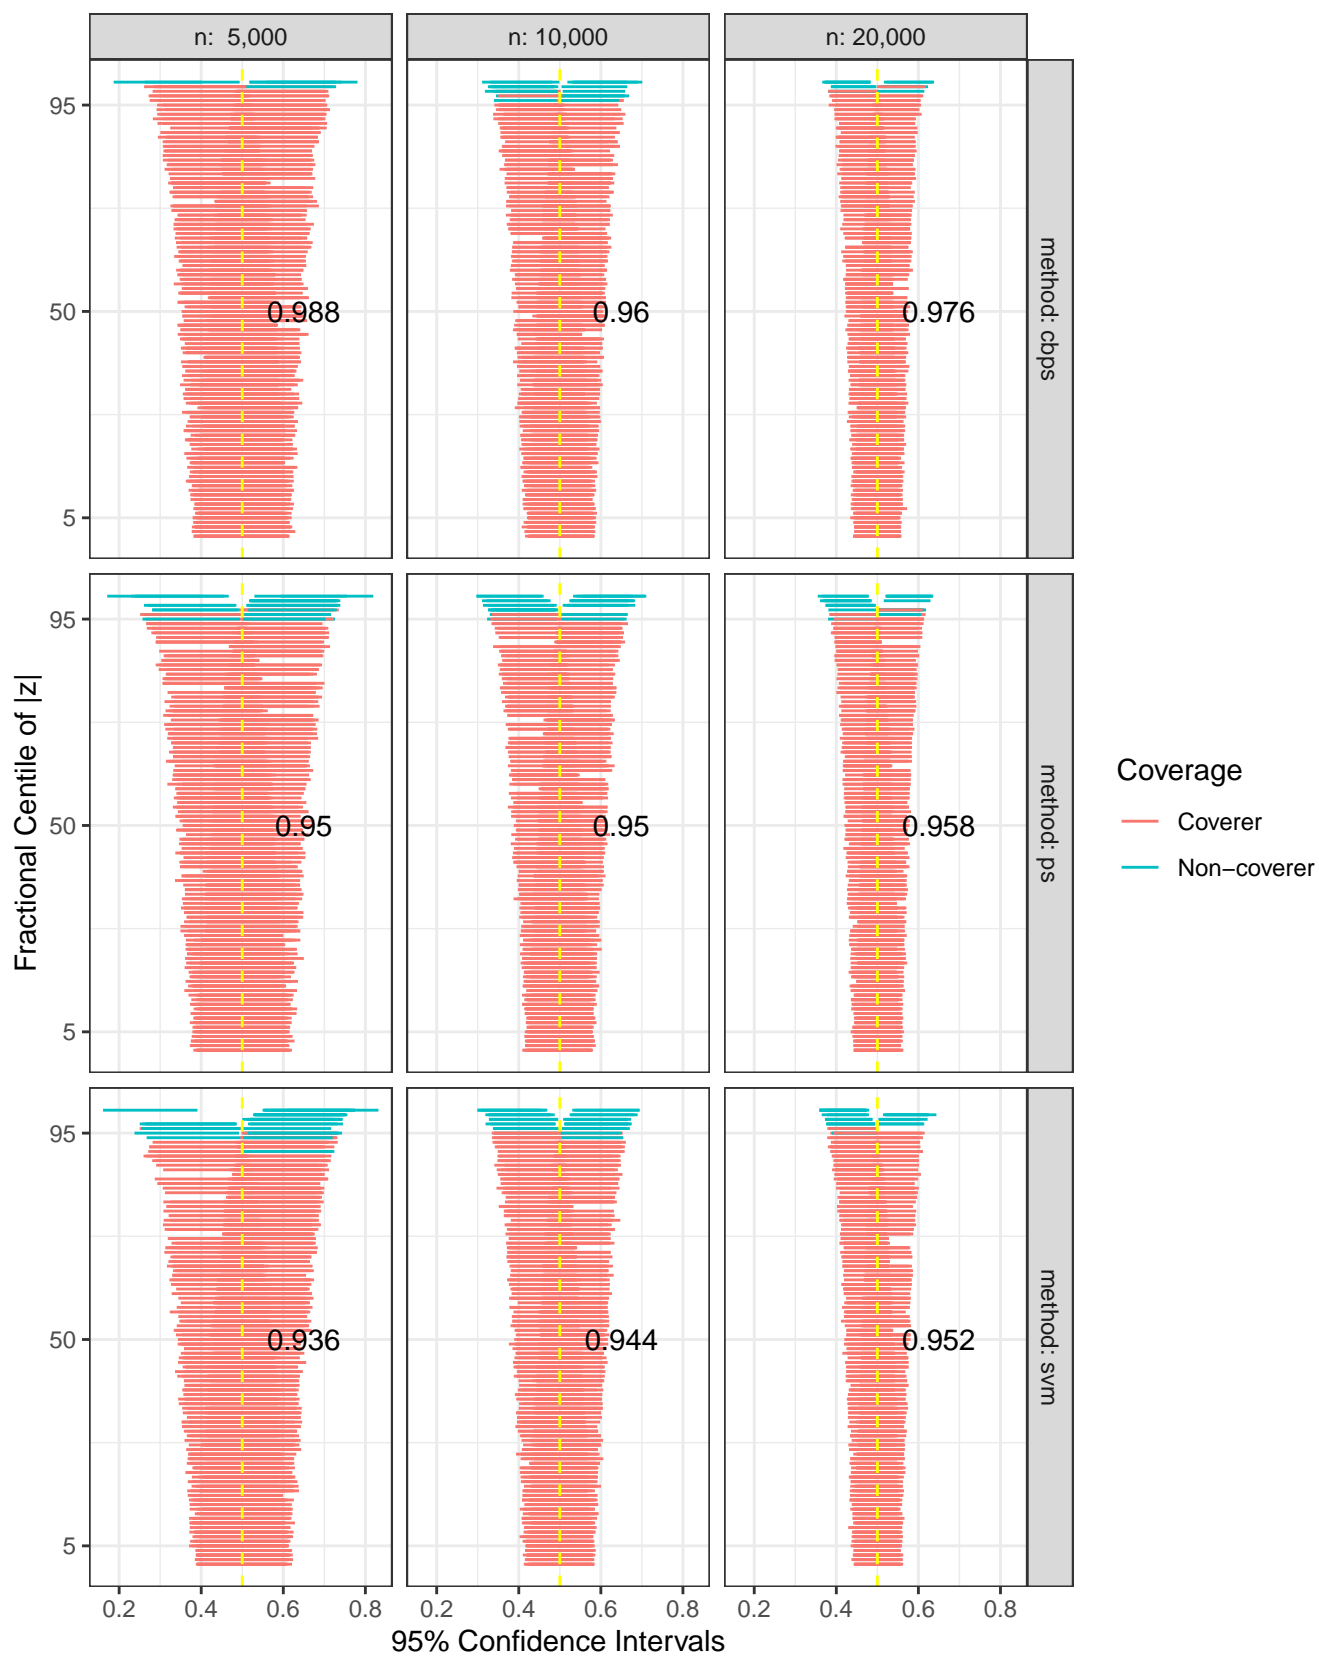 n:  5,000
n: 10,000
n: 20,000
95
50
5
0.988
0.96
0.976
method: cbps
95
50
5
0.95
0.95
0.958
method: ps
95
50
5
0.936
0.944
0.952
method: svm
0.2 0.4 0.6 0.8
0.2 0.4 0.6 0.8
0.2 0.4 0.6 0.8
95% Confidence Intervals
Fractional Centile of |z|
Coverage
Coverer
Non−coverer